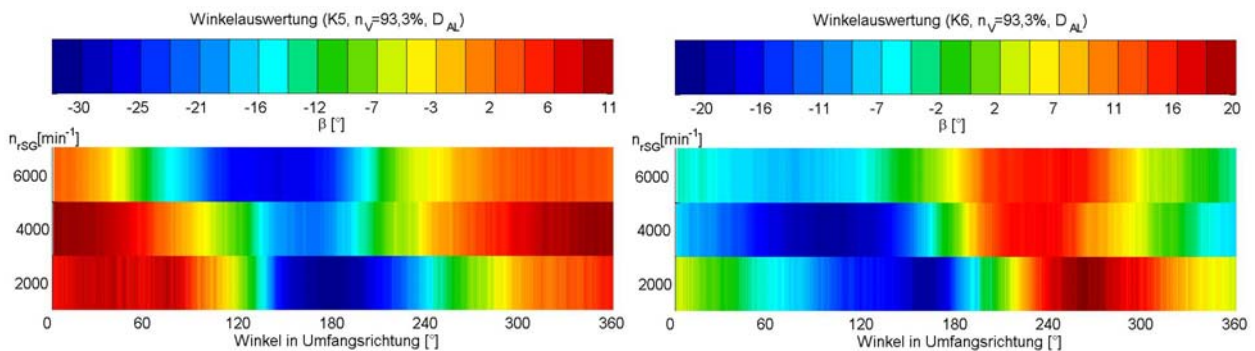 Winkelauswertung (K5, n_V=93,3%, D_AL)
-30 -25 -21 -16 -12 -7 -3 2 6 11
β [°]
n_rSG[min⁻¹]
6000
4000
2000
0 60 120 180 240 300 360
Winkel in Umfangsrichtung [°]
Winkelauswertung (K6, n_V=93,3%, D_AL)
-20 -16 -11 -7 -2 2 7 11 16 20
β [°]
n_rSG[min⁻¹]
6000
4000
2000
0 60 120 180 240 300 360
Winkel in Umfangsrichtung [°]